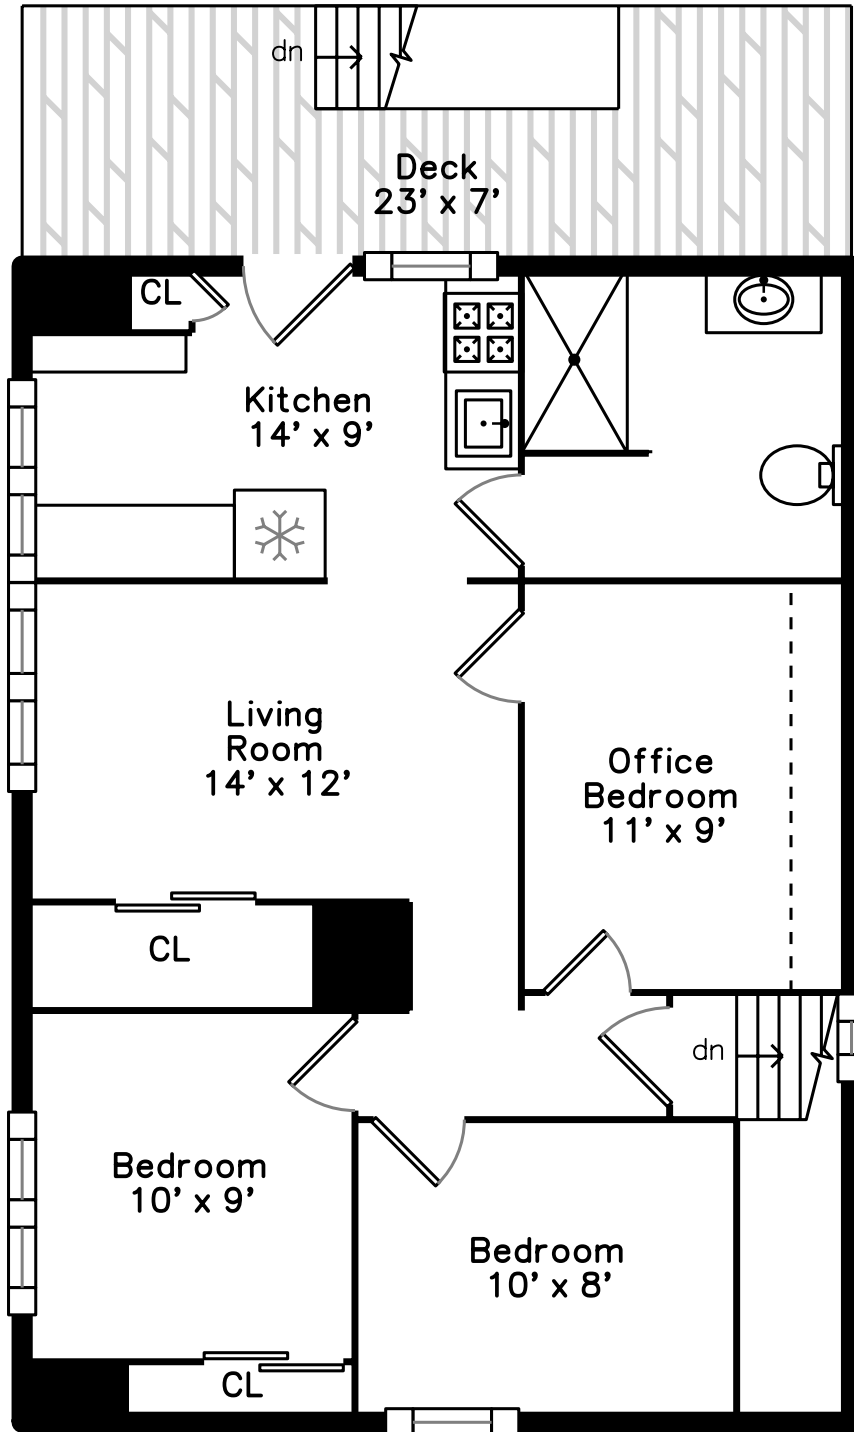 dn
Deck
23' x 7'
CL
Kitchen
14' x 9'
Living
Room
14' x 12'
Office
Bedroom
11' x 9'
CL
dn
Bedroom
10' x 9'
Bedroom
10' x 8'
CL